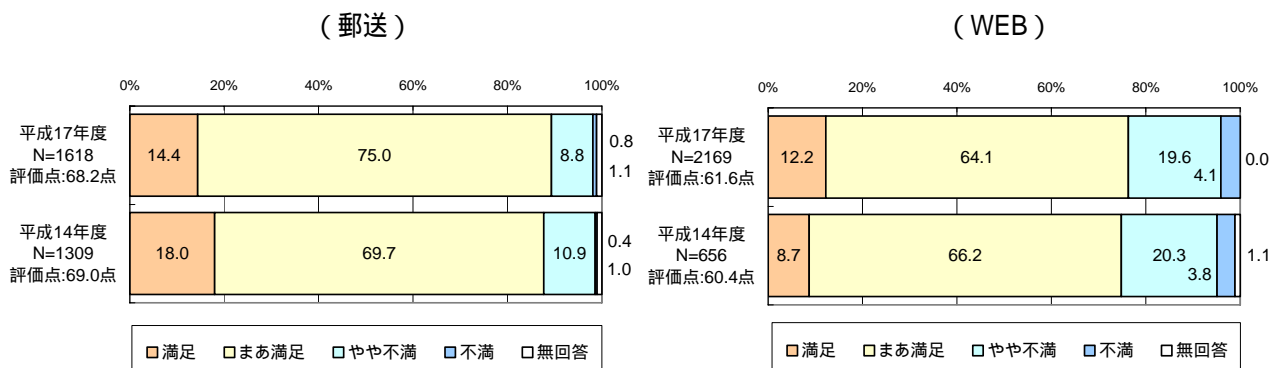 （郵送）
0% 20% 40% 60% 80% 100%
平成17年度
N=1618
評価点:68.2点
14.4 75.0 8.8 0.8
1.1
平成14年度
N=1309
評価点:69.0点
18.0 69.7 10.9 0.4
1.0
満足 まあ満足 やや不満 不満 無回答
（WEB）
0% 20% 40% 60% 80% 100%
平成17年度
N=2169
評価点:61.6点
12.2 64.1 19.6 4.1 0.0
平成14年度
N=656
評価点:60.4点
8.7 66.2 20.3 3.8 1.1
満足 まあ満足 やや不満 不満 無回答